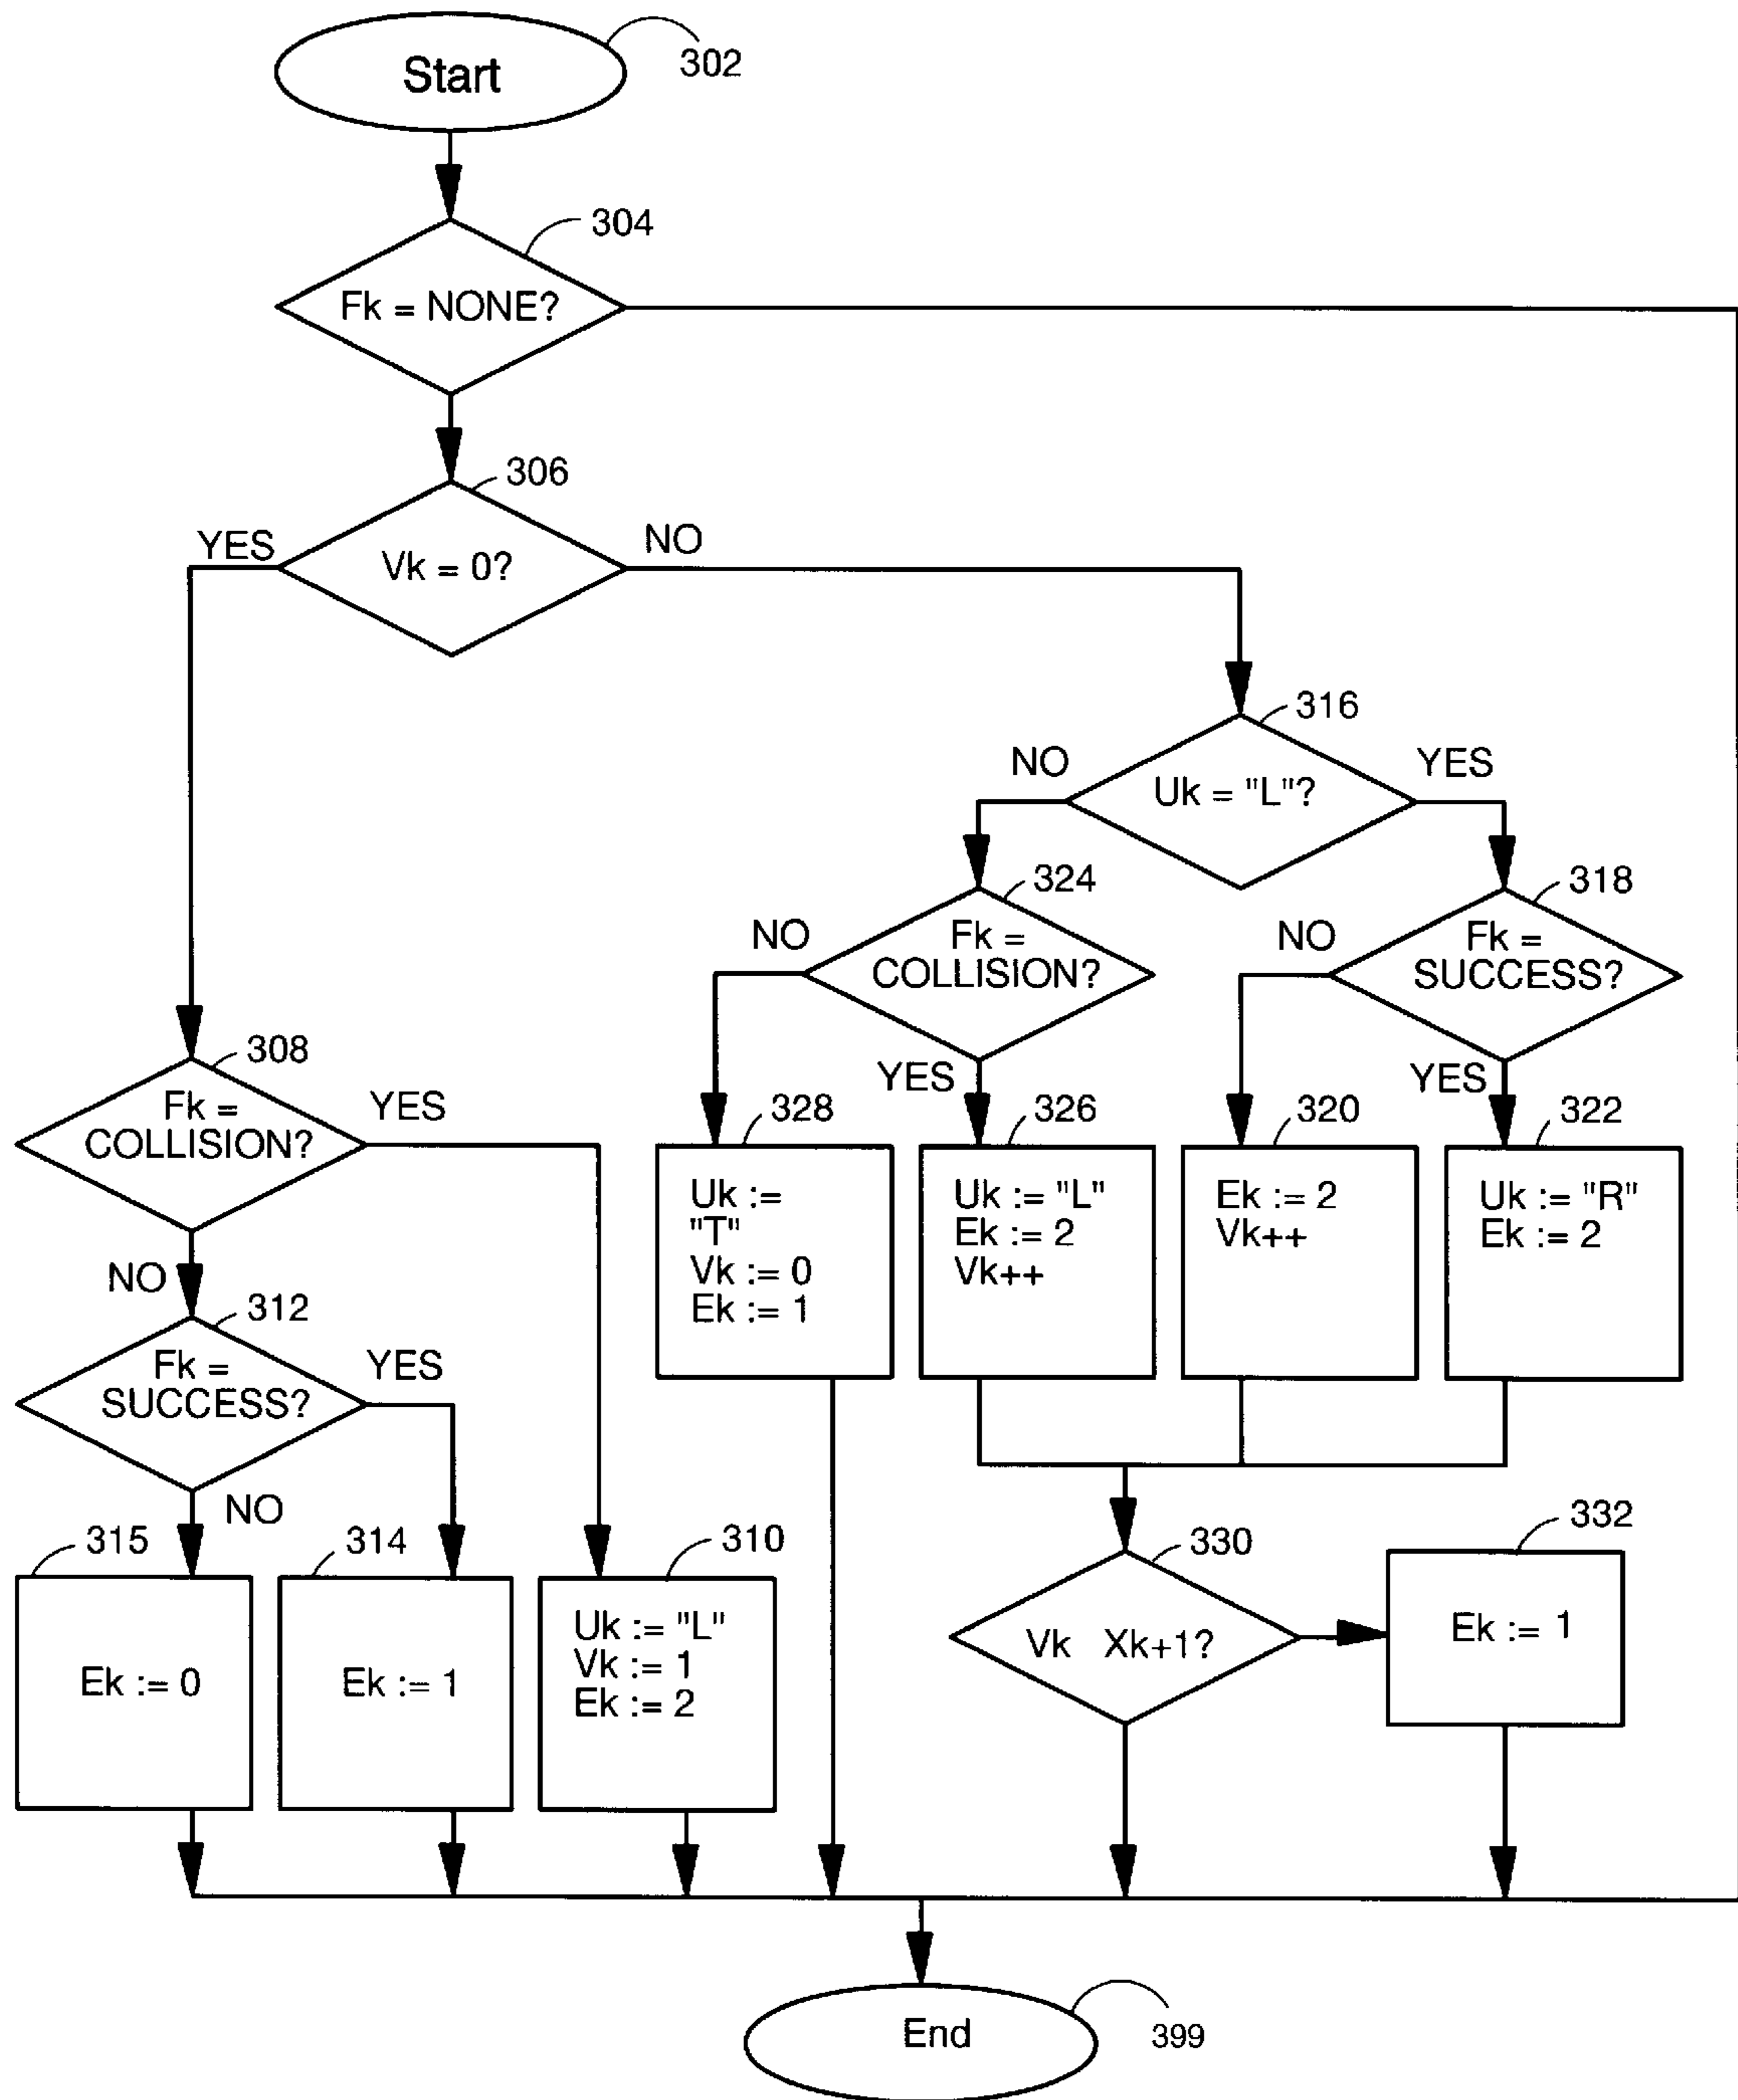 Start
302
304
Fk = NONE?
306
YES
NO
Vk = 0?
316
NO
YES
Uk = "L"?
324
318
NO
Fk =
COLLISION?
NO
Fk =
SUCCESS?
308
YES
YES
Fk =
COLLISION?
YES
328
326
320
322
Uk :=
"T"
Vk := 0
Ek := 1
Uk := "L"
Ek := 2
Vk++
Ek := 2
Vk++
Uk := "R"
Ek := 2
NO
312
Fk =
SUCCESS?
YES
NO
315
314
310
330
332
Ek := 0
Ek := 1
Uk := "L"
Vk := 1
Ek := 2
Vk Xk+1?
Ek := 1
End
399